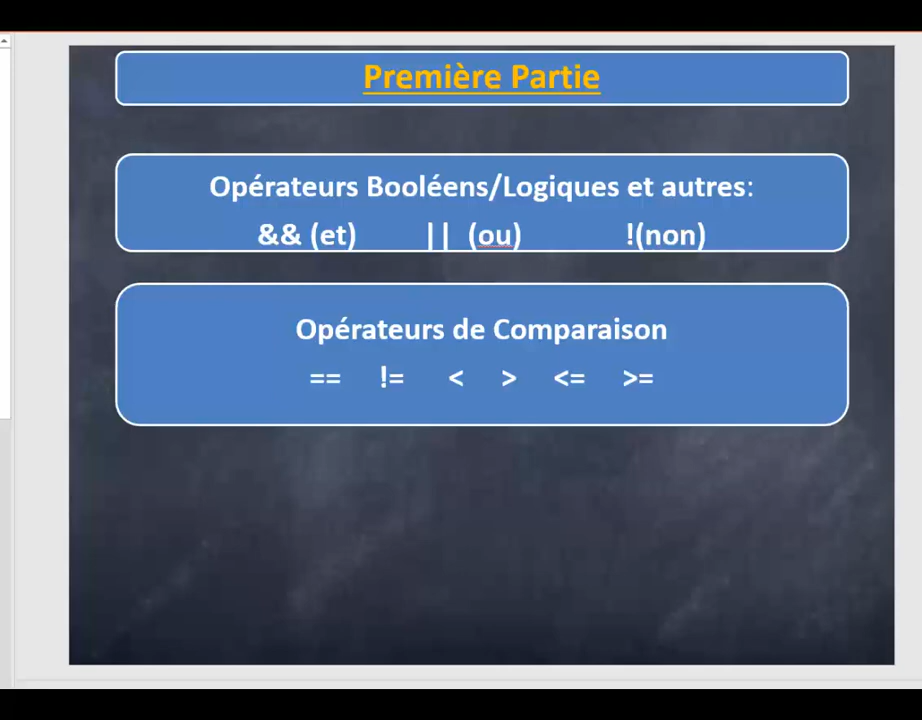 Première Partie
Opérateurs Booléens/Logiques et autres:
&& (et) || (ou) !(non)
Opérateurs de Comparaison
== != < > <= >=